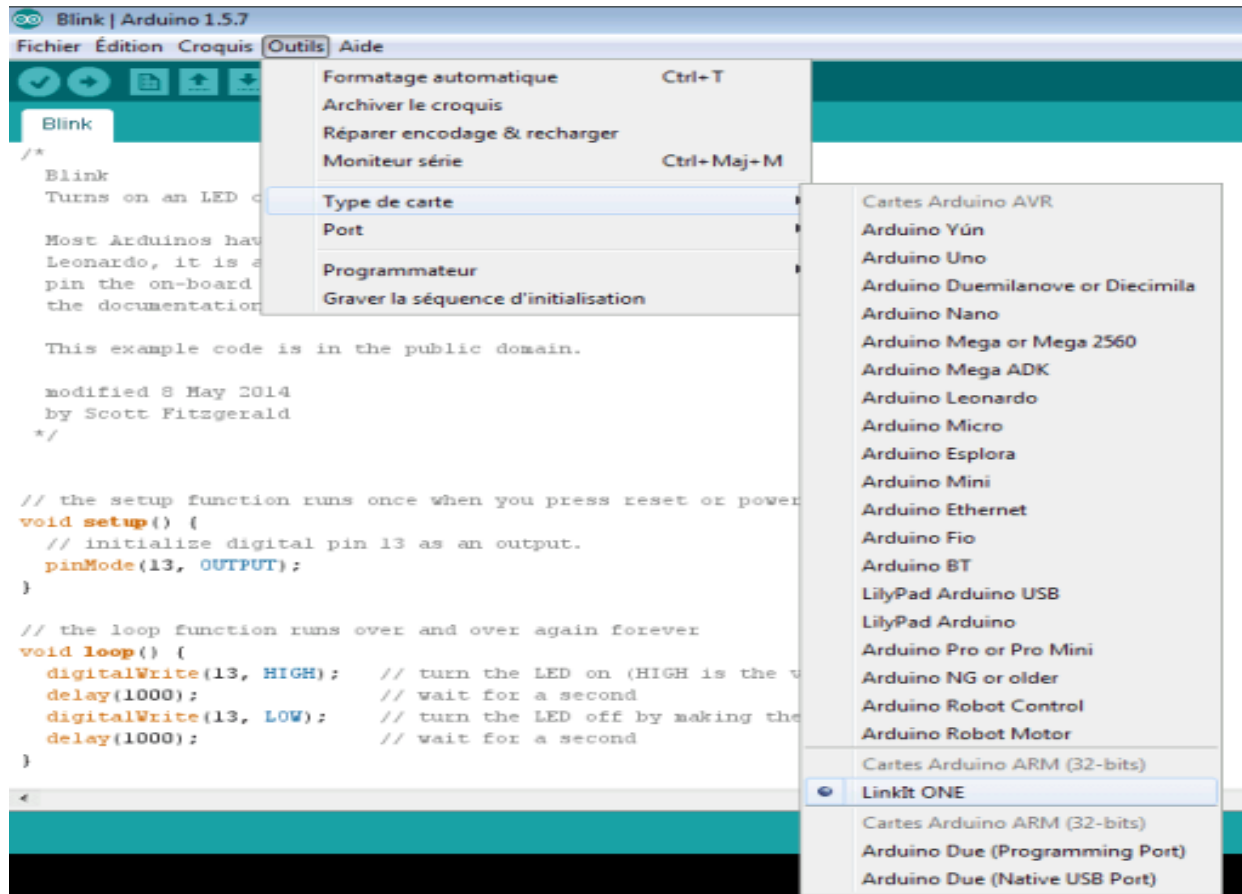 Blink | Arduino 1.5.7
Fichier Édition Croquis Outils Aide
Formatage automatique Ctrl+T
Archiver le croquis
Réparer encodage & recharger
Moniteur série Ctrl+Maj+M
Type de carte
Port
Programmateur
Graver la séquence d'initialisation
Cartes Arduino AVR
Arduino Yún
Arduino Uno
Arduino Duemilanove or Diecimila
Arduino Nano
Arduino Mega or Mega 2560
Arduino Mega ADK
Arduino Leonardo
Arduino Micro
Arduino Esplora
Arduino Mini
Arduino Ethernet
Arduino Fio
Arduino BT
LilyPad Arduino USB
LilyPad Arduino
Arduino Pro or Pro Mini
Arduino NG or older
Arduino Robot Control
Arduino Robot Motor
Cartes Arduino ARM (32-bits)
LinkIt ONE
Cartes Arduino ARM (32-bits)
Arduino Due (Programming Port)
Arduino Due (Native USB Port)
Blink
/*
Blink
Turns on an LED
Most Arduinos hav
Leonardo, it is a
pin the on-board
the documentation
This example code is in the public domain.
modified 8 May 2014
by Scott Fitzgerald
*/
// the setup function runs once when you press reset or power
void setup() {
// initialize digital pin 13 as an output.
pinMode(13, OUTPUT);
}
// the loop function runs over and over again forever
void loop() {
digitalWrite(13, HIGH); // turn the LED on (HIGH is the v
delay(1000); // wait for a second
digitalWrite(13, LOW); // turn the LED off by making the
delay(1000); // wait for a second
}